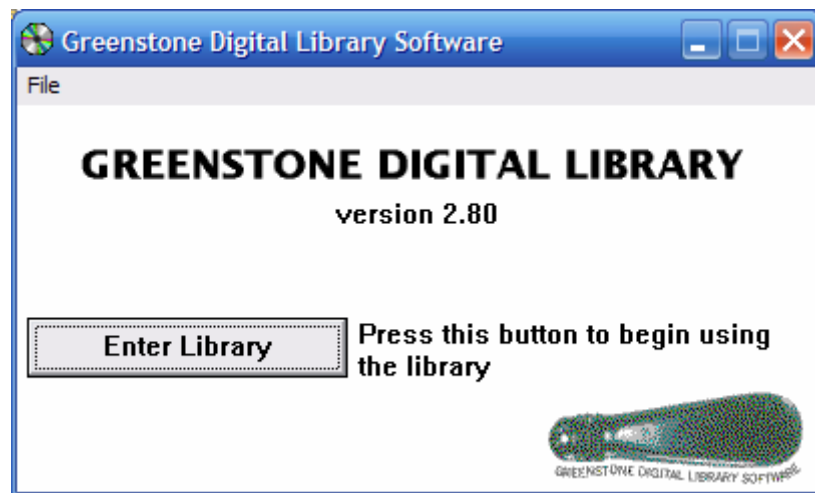 Greenstone Digital Library Software
File
GREENSTONE DIGITAL LIBRARY
version 2.80
Enter Library
Press this button to begin using
the library
GREENSTONE DIGITAL LIBRARY SOFTWARE